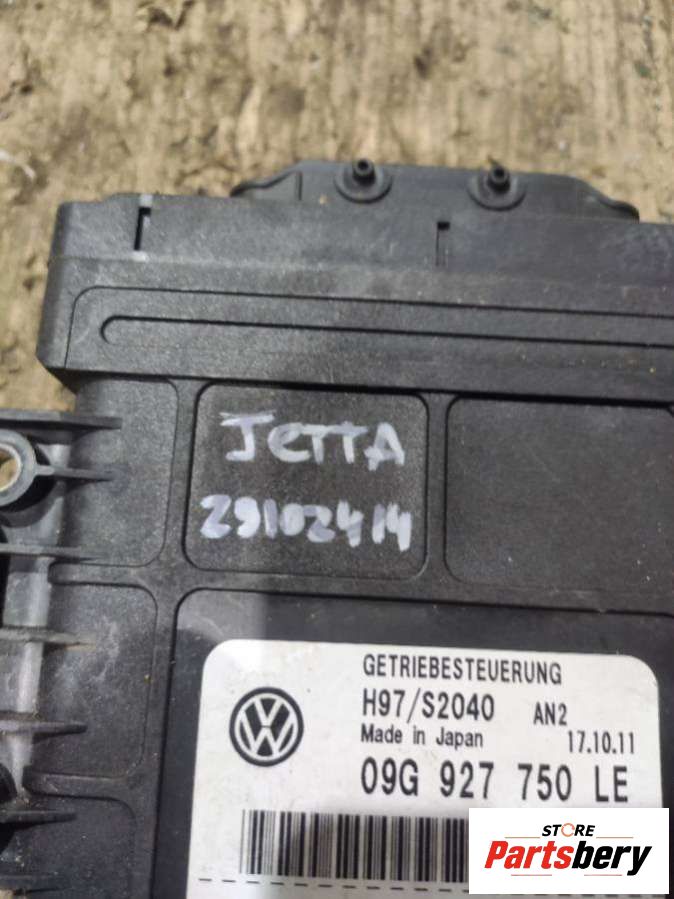 JETTA
29102414
GETRIEBESTEUERUNG
H97/S2040 AN2
Made in Japan 17.10.11
09G 927 750 LE
STORE
Partsbery